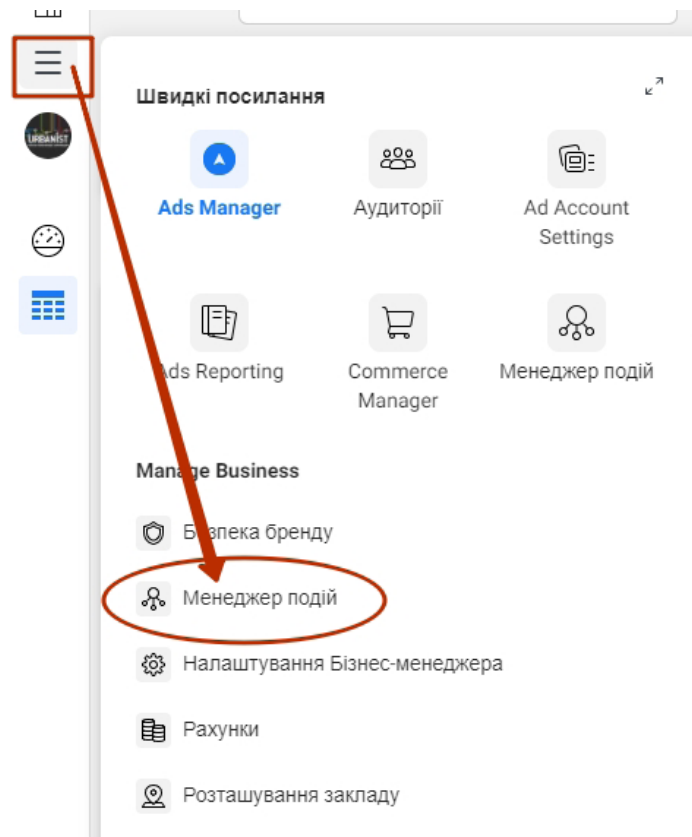 Швидкі посилання
URBANIST
Ads Manager
Аудиторії
Ad Account
Settings
Ads Reporting
Commerce
Manager
Менеджер подій
Manage Business
Безпека бренду
Менеджер подій
Налаштування Бізнес-менеджера
Рахунки
Розташування закладу